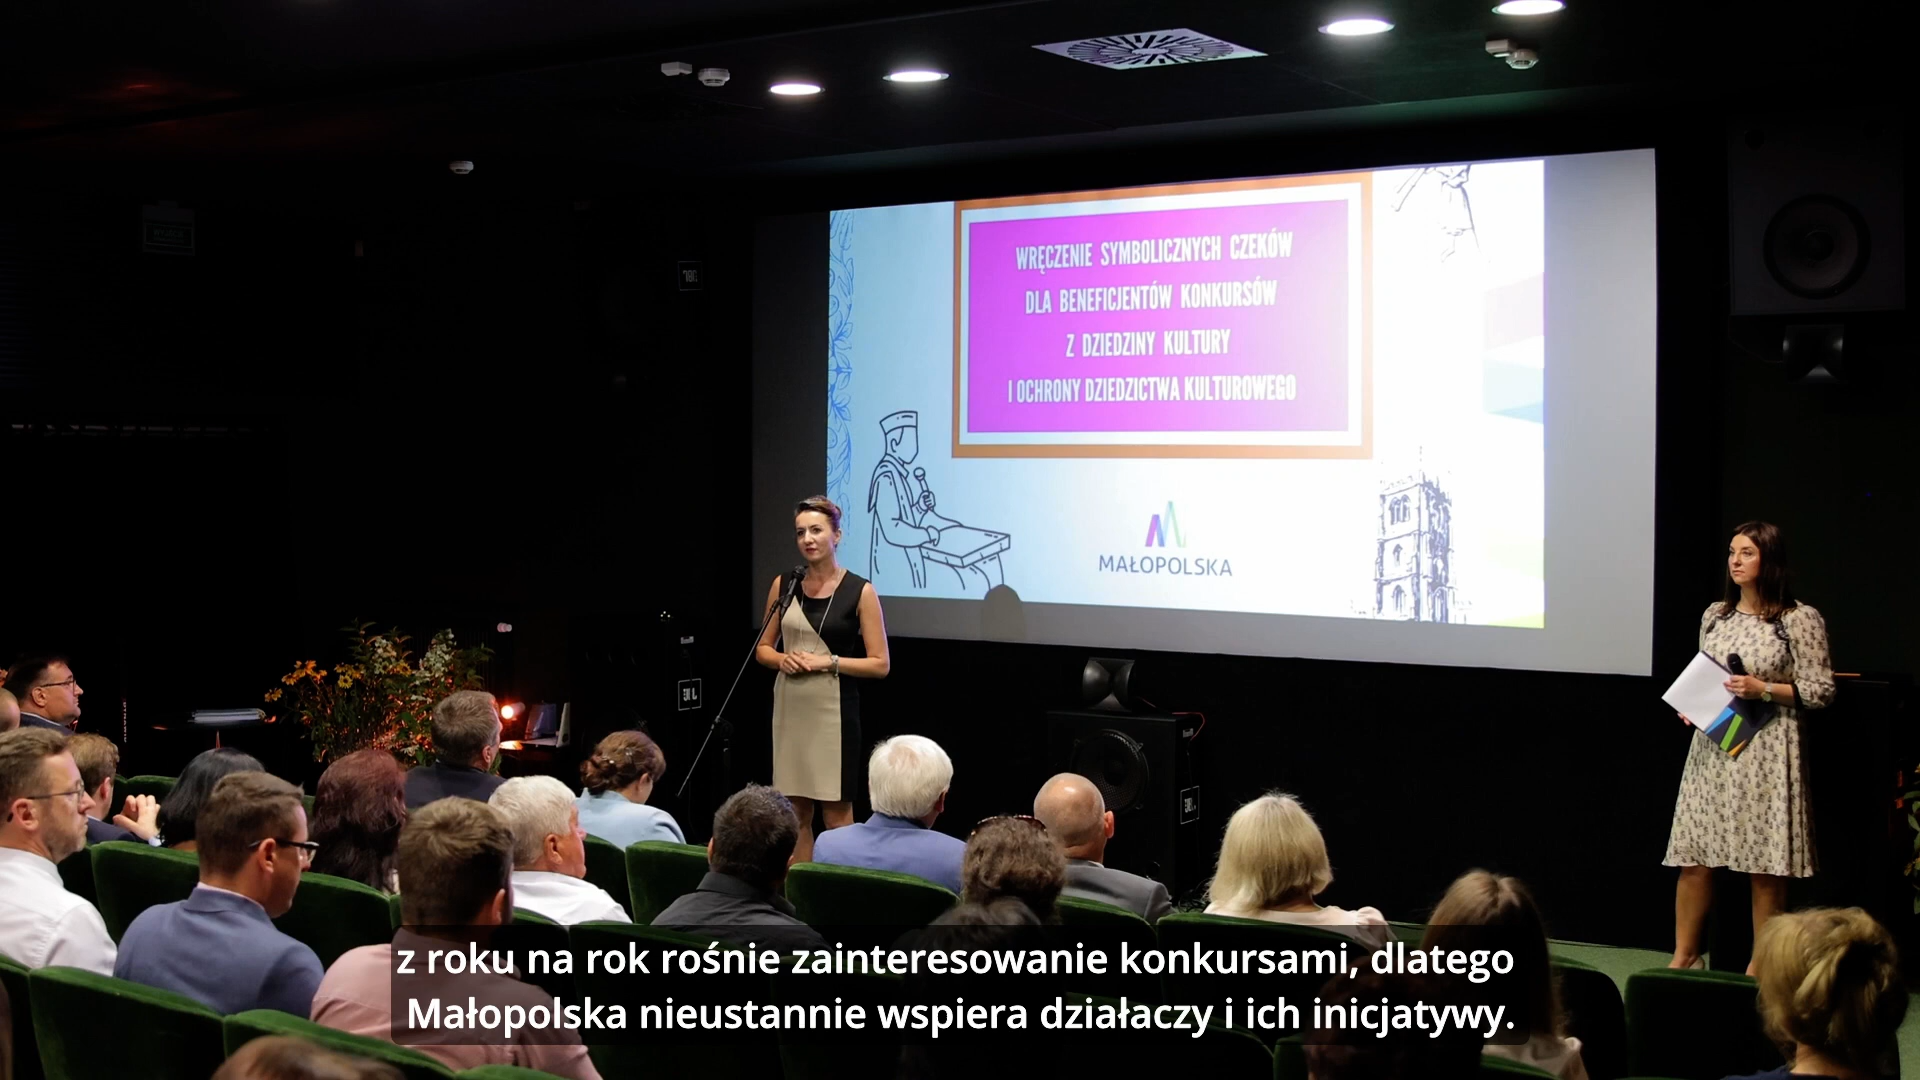 WRĘCZENIE SYMBOLICZNYCH CZEKÓW
DLA BENEFICJENTÓW KONKURSÓW
Z DZIEDZINY KULTURY
I OCHRONY DZIEDZICTWA KULTUROWEGO
MAŁOPOLSKA
z roku na rok rośnie zainteresowanie konkursami, dlatego
Małopolska nieustannie wspiera działaczy i ich inicjatywy.